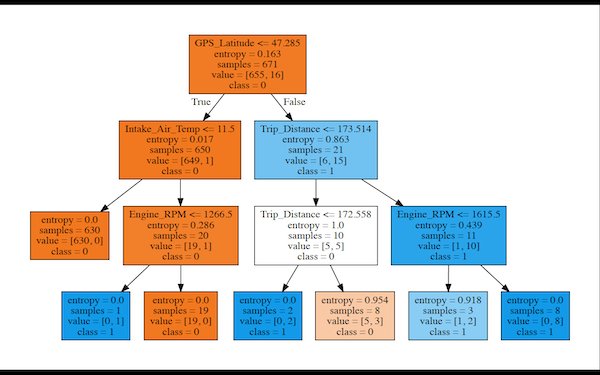 GPS_Latitude <= 47.285
entropy = 0.163
samples = 671
value = [655, 16]
class = 0
True
False
Intake_Air_Temp <= 11.5
entropy = 0.017
samples = 650
value = [649, 1]
class = 0
Trip_Distance <= 173.514
entropy = 0.863
samples = 21
value = [6, 15]
class = 1
entropy = 0.0
samples = 630
value = [630, 0]
class = 0
Engine_RPM <= 1266.5
entropy = 0.286
samples = 20
value = [19, 1]
class = 0
Trip_Distance <= 172.558
entropy = 1.0
samples = 10
value = [5, 5]
class = 0
Engine_RPM <= 1615.5
entropy = 0.439
samples = 11
value = [1, 10]
class = 1
entropy = 0.0
samples = 1
value = [0, 1]
class = 1
entropy = 0.0
samples = 19
value = [19, 0]
class = 0
entropy = 0.0
samples = 2
value = [0, 2]
class = 1
entropy = 0.954
samples = 8
value = [5, 3]
class = 0
entropy = 0.918
samples = 3
value = [1, 2]
class = 1
entropy = 0.0
samples = 8
value = [0, 8]
class = 1